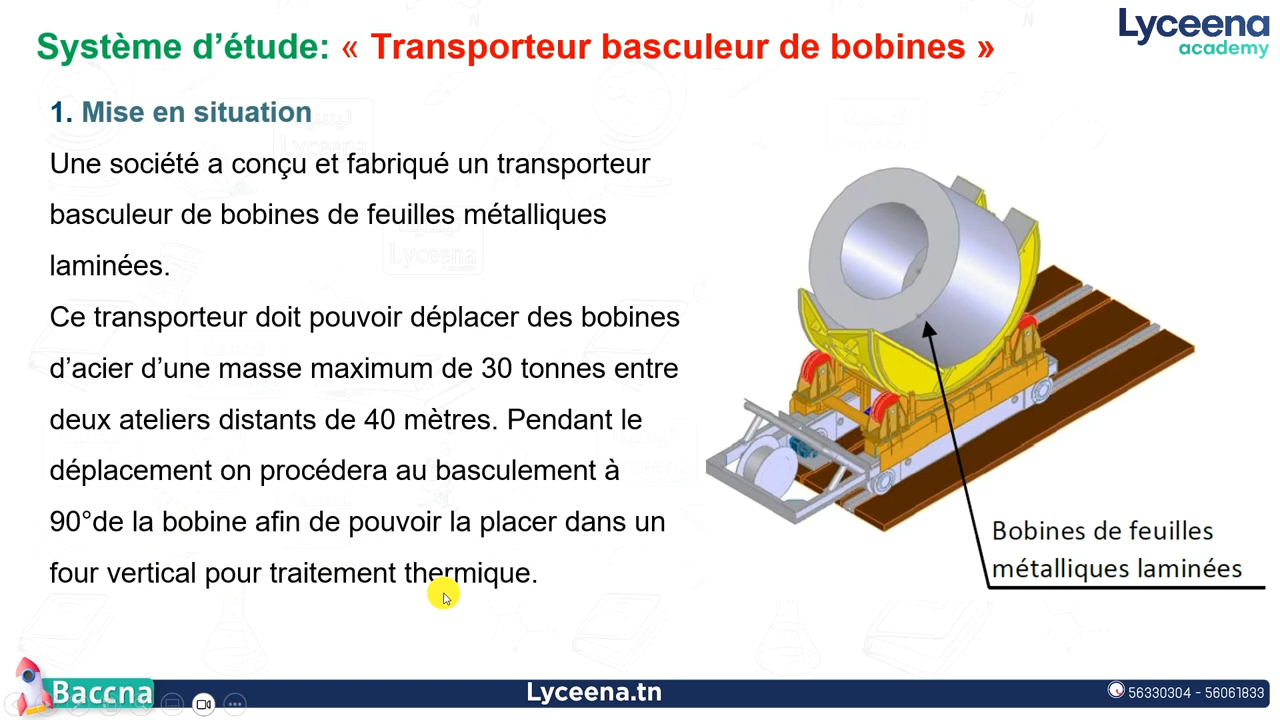 Système d’étude: « Transporteur basculeur de bobines »
Lyceena
academy
1. Mise en situation
Une société a conçu et fabriqué un transporteur
basculeur de bobines de feuilles métalliques
laminées.
Ce transporteur doit pouvoir déplacer des bobines
d’acier d’une masse maximum de 30 tonnes entre
deux ateliers distants de 40 mètres. Pendant le
déplacement on procédera au basculement à
90°de la bobine afin de pouvoir la placer dans un
four vertical pour traitement thermique.
Bobines de feuilles
métalliques laminées
Baccna
Lyceena.tn
56330304 - 56061833